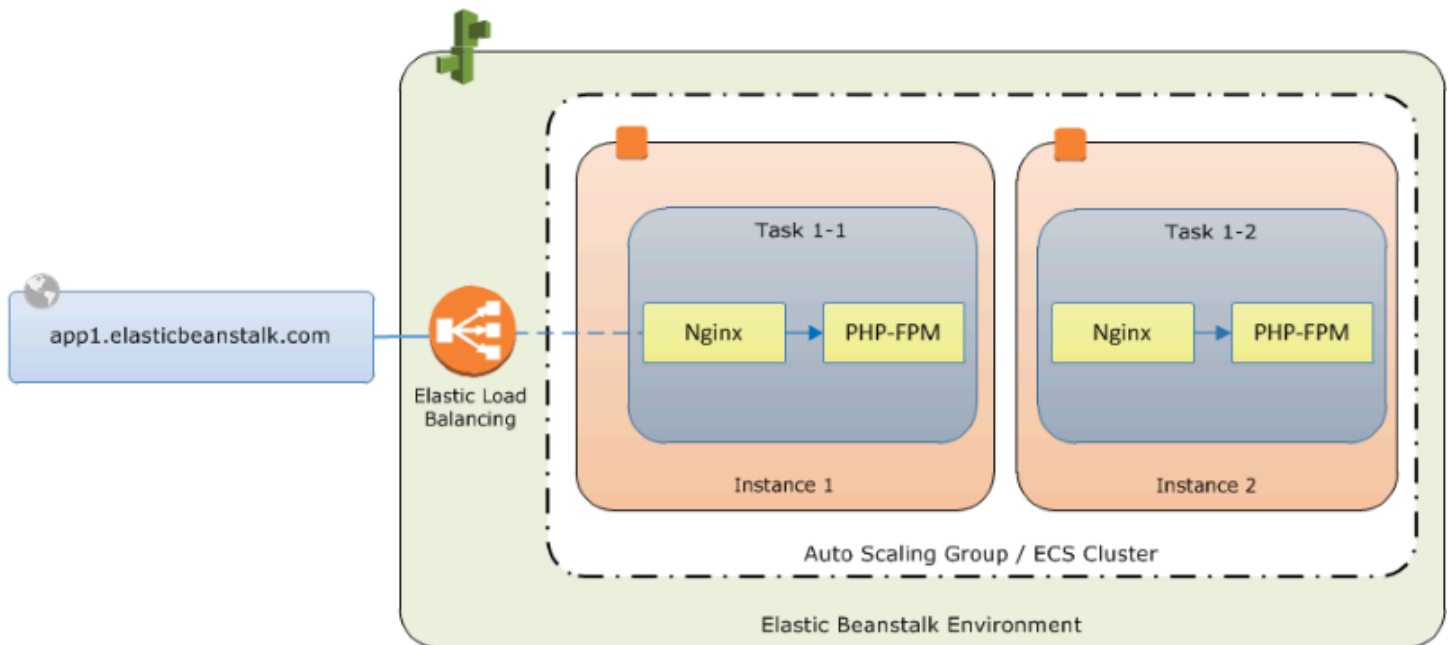 app1.elasticbeanstalk.com
Elastic Load
Balancing
Task 1-1
Nginx
PHP-FPM
Instance 1
Task 1-2
Nginx
PHP-FPM
Instance 2
Auto Scaling Group / ECS Cluster
Elastic Beanstalk Environment